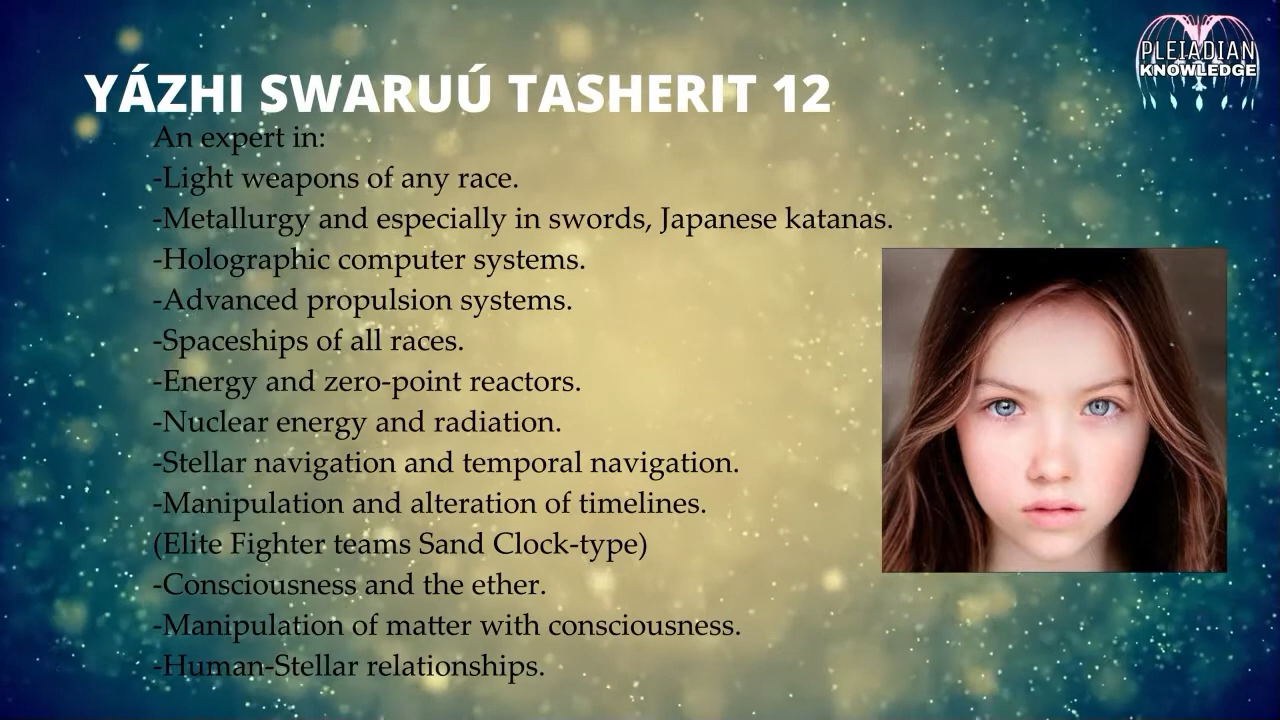 PLEIADIAN
KNOWLEDGE
YÁZHI SWARUÚ TASHERIT 12
An expert in:
-Light weapons of any race.
-Metallurgy and especially in swords, Japanese katanas.
-Holographic computer systems.
-Advanced propulsion systems.
-Spaceships of all races.
-Energy and zero-point reactors.
-Nuclear energy and radiation.
-Stellar navigation and temporal navigation.
-Manipulation and alteration of timelines.
(Elite Fighter teams Sand Clock-type)
-Consciousness and the ether.
-Manipulation of matter with consciousness.
-Human-Stellar relationships.